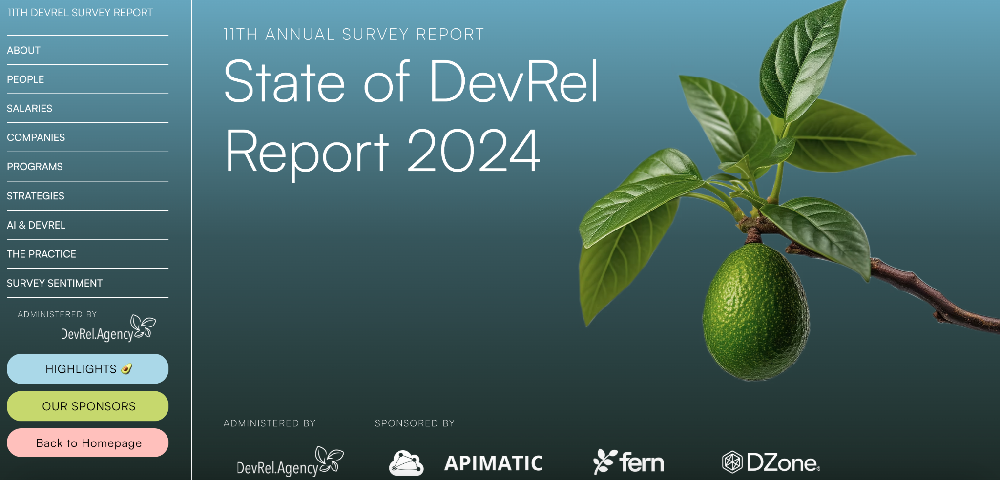 11TH DEVREL SURVEY REPORT
ABOUT
PEOPLE
SALARIES
COMPANIES
PROGRAMS
STRATEGIES
AI & DEVREL
THE PRACTICE
SURVEY SENTIMENT
ADMINISTERED BY
DevRel.Agency
HIGHLIGHTS 🥑
OUR SPONSORS
Back to Homepage
11TH ANNUAL SURVEY REPORT
State of DevRel
Report 2024
ADMINISTERED BY
DevRel.Agency
SPONSORED BY
APIMATIC
fern
DZone